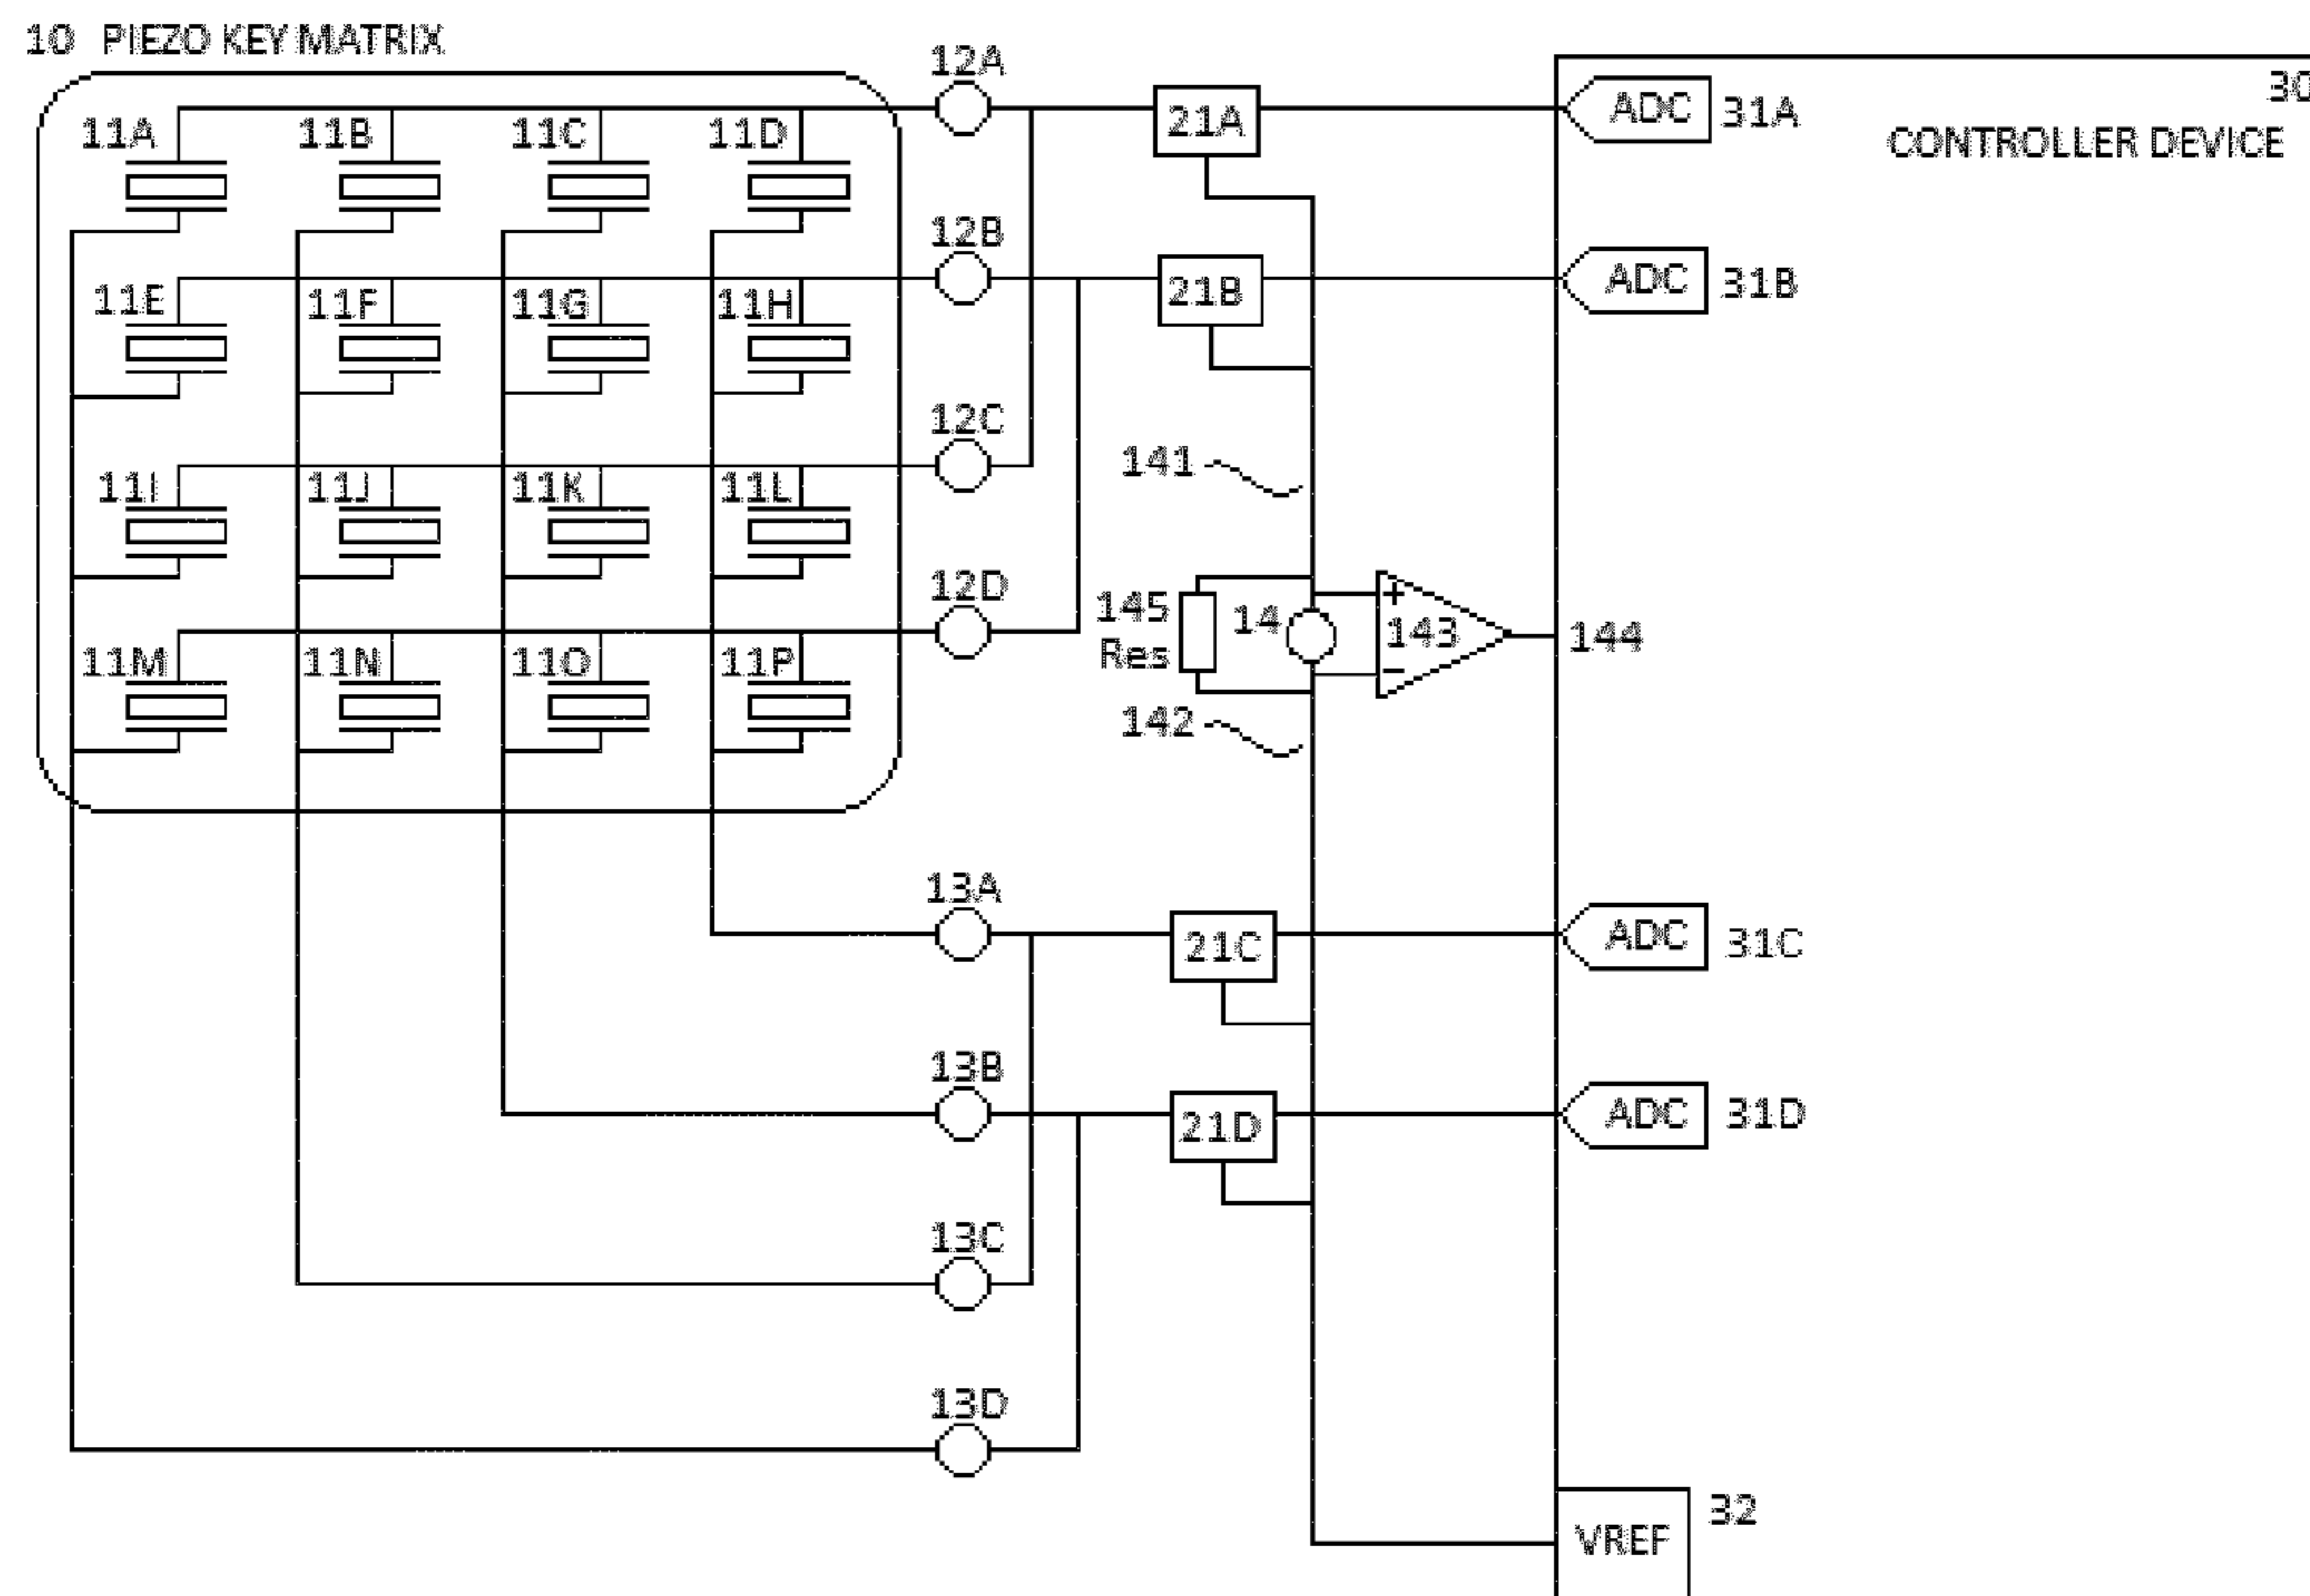 10 PIEZO KEY MATRIX
12A
30
11A 11B 11C 11D
21A
ADC 31A
CONTROLLER DEVICE
12B
11E 11F 11G 11H
21B
ADC 31B
12C
141
11I 11J 11K 11L
12D
145
Res
14
+
143
-
144
11M 11N 11O 11P
142
13A
21C
ADC 31C
13B
21D
ADC 31D
13C
13D
32
VREF